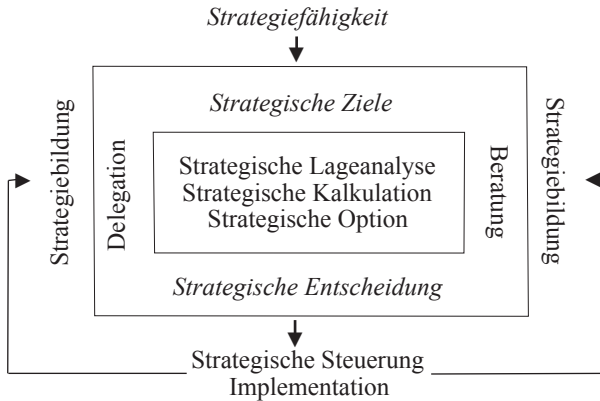 Strategiefähigkeit
Strategiebildung
Strategische Ziele
Delegation
Strategische Lageanalyse
Strategische Kalkulation
Strategische Option
Beratung
Strategiebildung
Strategische Entscheidung
Strategische Steuerung
Implementation